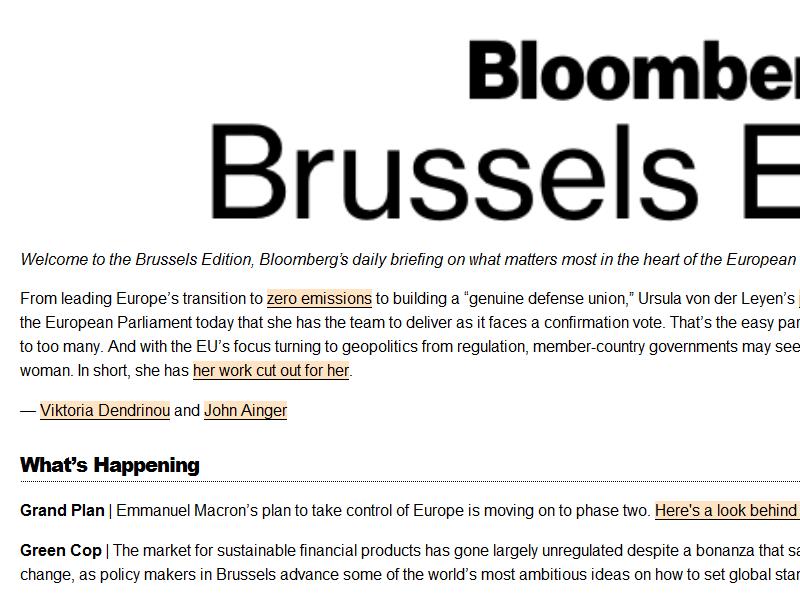 Bloomber
Brussels E
Welcome to the Brussels Edition, Bloomberg's daily briefing on what matters most in the heart of the European
From leading Europe’s transition to zero emissions to building a “genuine defense union,” Ursula von der Leyen’s
the European Parliament today that she has the team to deliver as it faces a confirmation vote. That’s the easy par
to too many. And with the EU’s focus turning to geopolitics from regulation, member-country governments may see
woman. In short, she has her work cut out for her.
— Viktoria Dendrinou and John Ainger
What’s Happening
Grand Plan | Emmanuel Macron’s plan to take control of Europe is moving on to phase two. Here's a look behind
Green Cop | The market for sustainable financial products has gone largely unregulated despite a bonanza that sa
change, as policy makers in Brussels advance some of the world’s most ambitious ideas on how to set global star